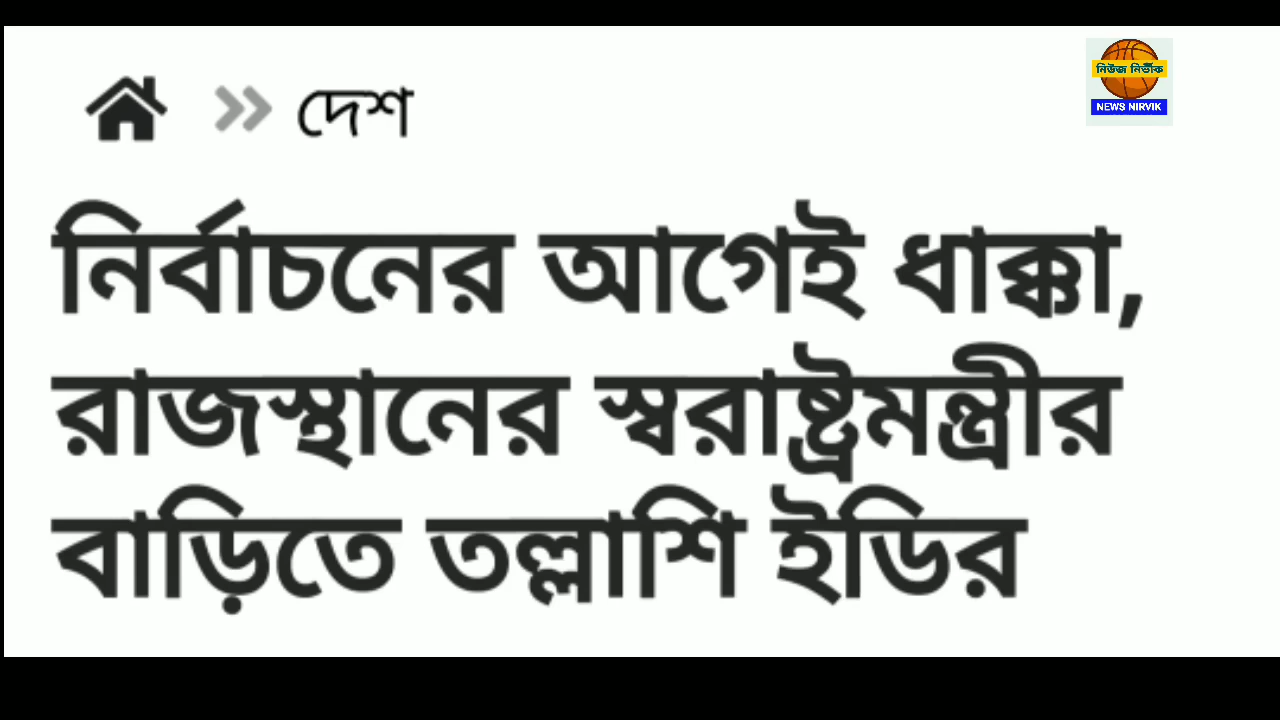 দেশ
নিউজ নির্ভীক
NEWS NIRVIK
নির্বাচনের আগেই ধাক্কা,
রাজস্থানের স্বরাষ্ট্রমন্ত্রীর
বাড়িতে তল্লাশি ইডির